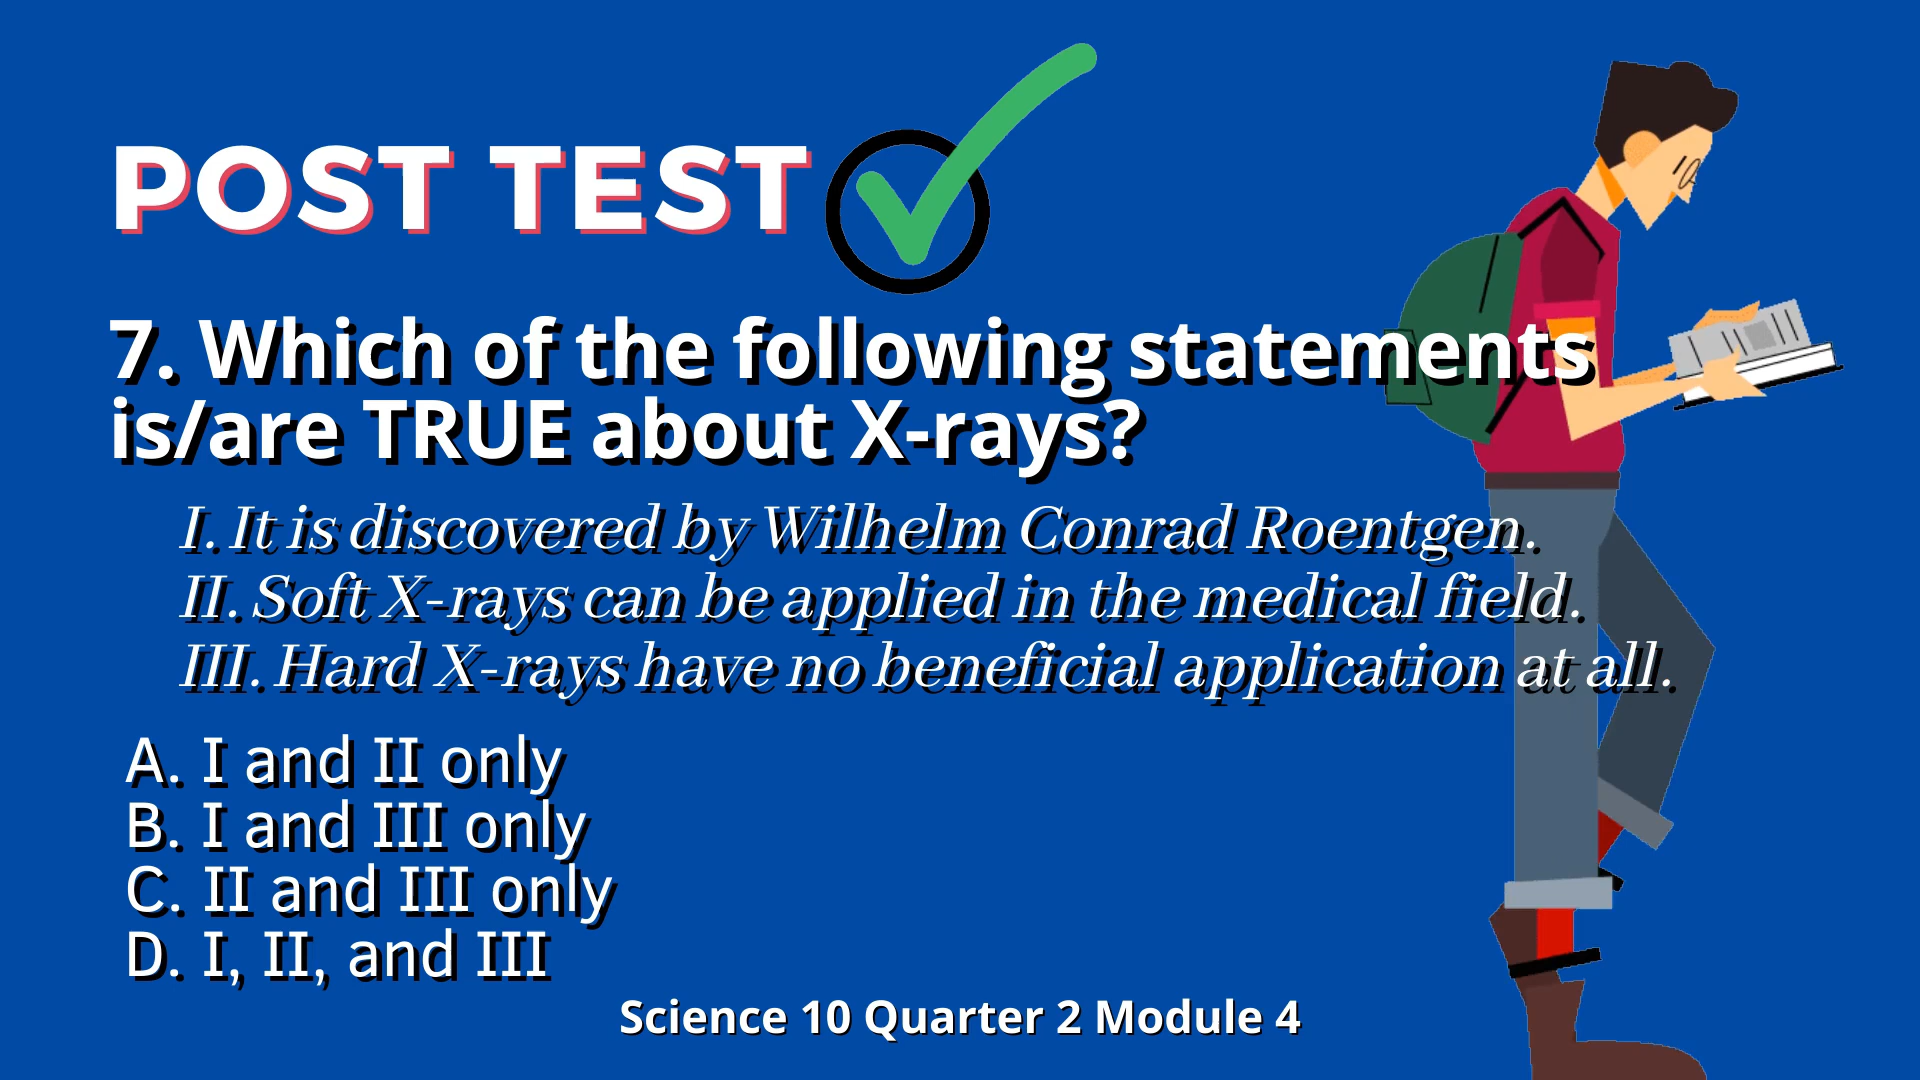 POST TEST
7. Which of the following statements
is/are TRUE about X-rays?
I. It is discovered by Wilhelm Conrad Roentgen.
II. Soft X-rays can be applied in the medical field.
III. Hard X-rays have no beneficial application at all.
A. I and II only
B. I and III only
C. II and III only
D. I, II, and III
Science 10 Quarter 2 Module 4